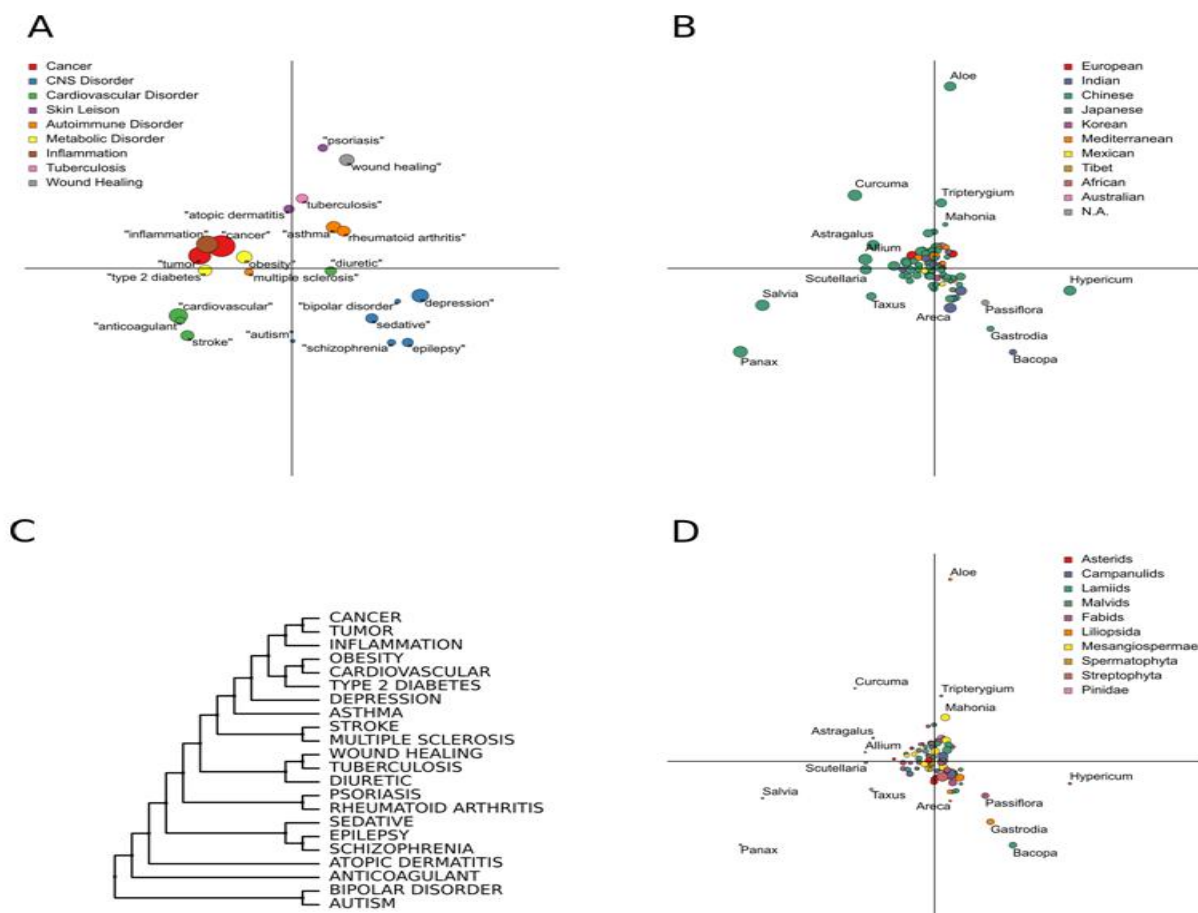 A
Cancer
CNS Disorder
Cardiovascular Disorder
Skin Leison
Autoimmune Disorder
Metabolic Disorder
Inflammation
Tuberculosis
Wound Healing
"psoriasis"
"wound healing"
"tuberculosis"
"atopic dermatitis"
"inflammation" "cancer" "asthma" "rheumatoid arthritis"
"tumor" "obesity" "diuretic"
"type 2 diabetes" "multiple sclerosis"
"cardiovascular" "bipolar disorder" "depression"
"anticoagulant" "sedative"
"stroke" "autism" "schizophrenia" "epilepsy"
B
European
Indian
Chinese
Japanese
Korean
Mediterranean
Mexican
Tibet
African
Australian
N.A.
Aloe
Curcuma
Tripterygium
Mahonia
Astragalus
Allium
Scutellaria
Hypericum
Salvia
Taxus
Areca
Passiflora
Gastrodia
Bacopa
Panax
C
CANCER
TUMOR
INFLAMMATION
OBESITY
CARDIOVASCULAR
TYPE 2 DIABETES
DEPRESSION
ASTHMA
STROKE
MULTIPLE SCLEROSIS
WOUND HEALING
TUBERCULOSIS
DIURETIC
PSORIASIS
RHEUMATOID ARTHRITIS
SEDATIVE
EPILEPSY
SCHIZOPHRENIA
ATOPIC DERMATITIS
ANTICOAGULANT
BIPOLAR DISORDER
AUTISM
D
Asterids
Campanulids
Lamiids
Malvids
Fabids
Liliopsida
Mesangiospermae
Spermatophyta
Streptophyta
Pinidae
Aloe
Curcuma
Tripterygium
Mahonia
Astragalus
Allium
Scutellaria
Hypericum
Salvia
Taxus
Areca
Passiflora
Gastrodia
Bacopa
Panax